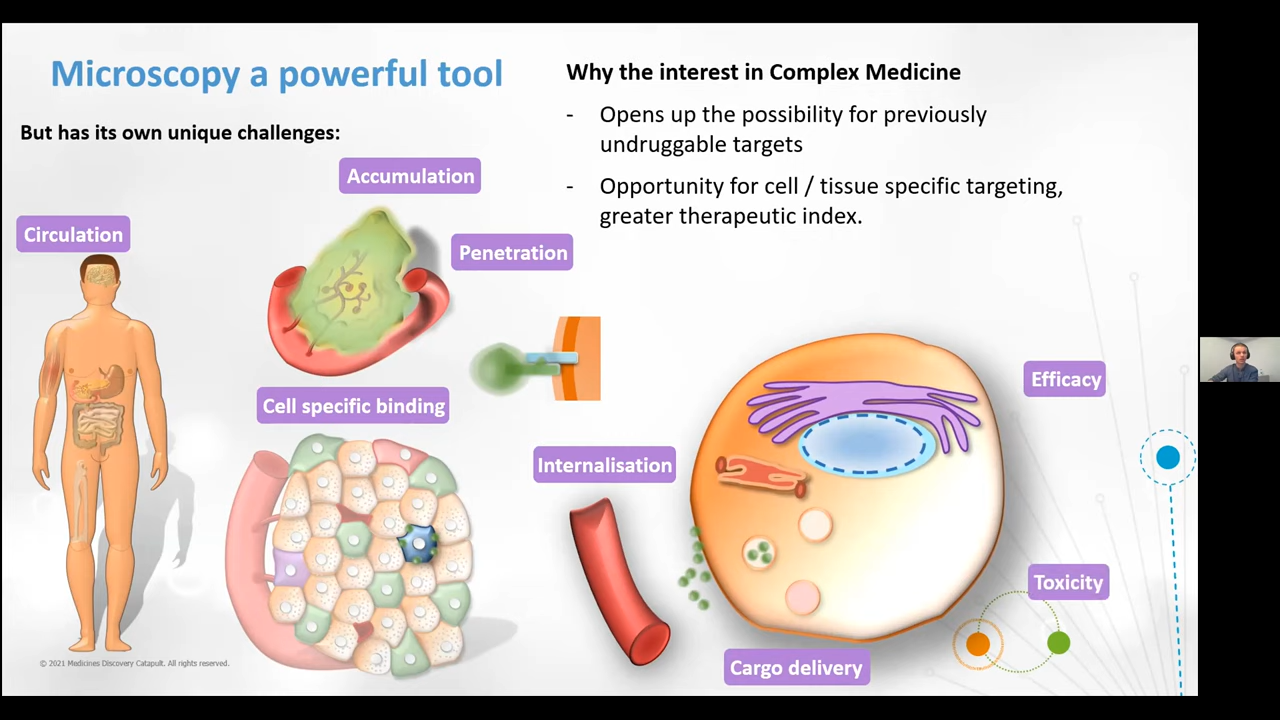 Microscopy a powerful tool
But has its own unique challenges:
Why the interest in Complex Medicine
- Opens up the possibility for previously
undruggable targets
- Opportunity for cell / tissue specific targeting,
greater therapeutic index.
Accumulation
Circulation
Penetration
Cell specific binding
Efficacy
Internalisation
Toxicity
Cargo delivery
© 2021 Medicines Discovery Catapult. All rights reserved.